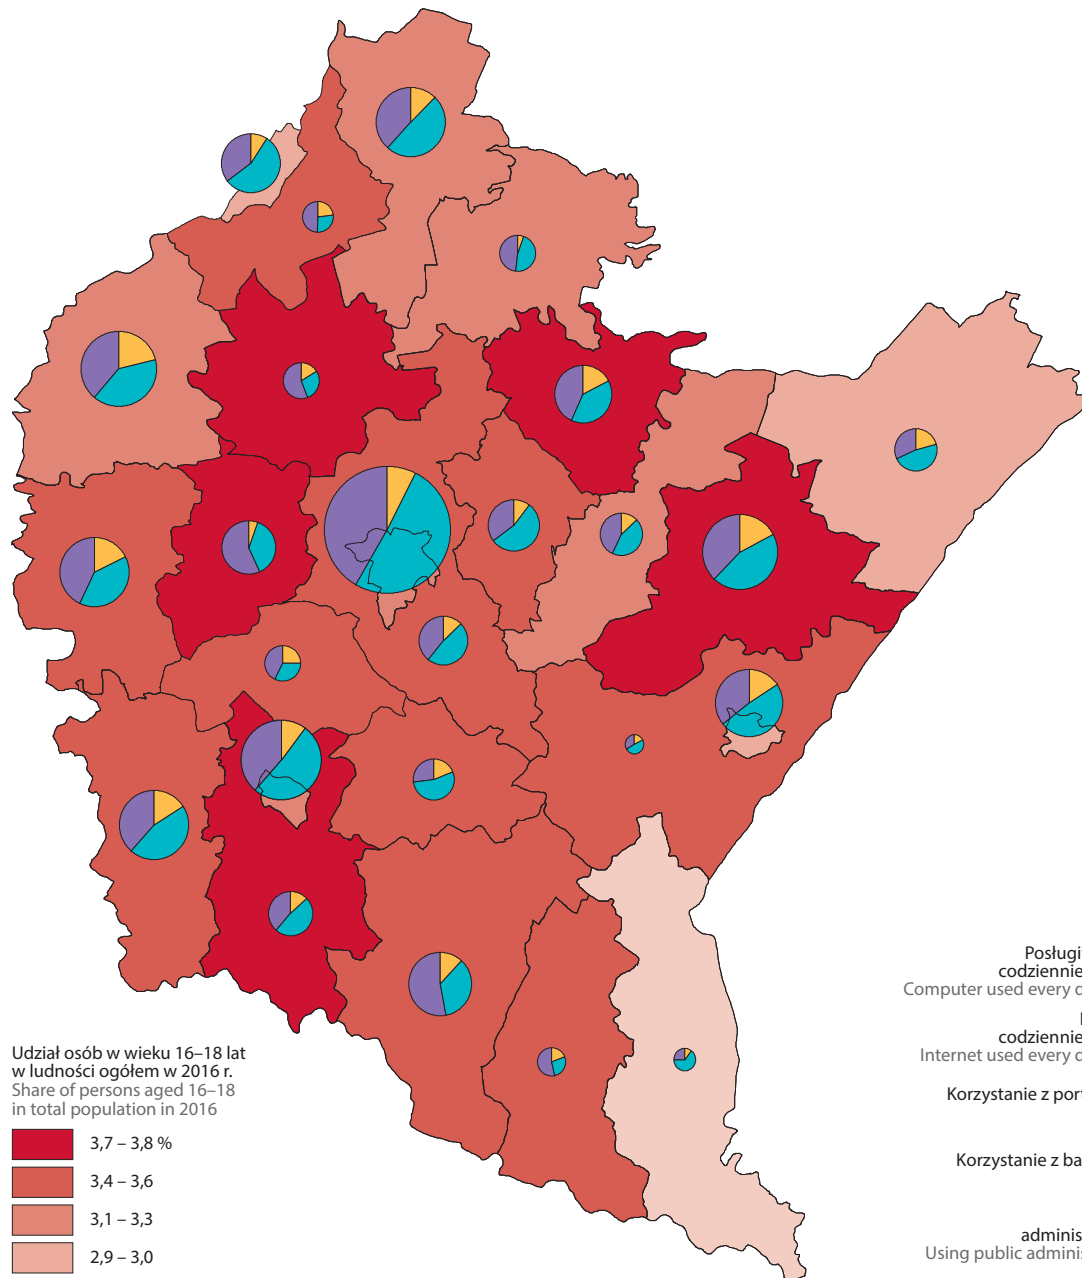 Posługi
codziennie
Computer used every d
codziennie
Internet used every d
Korzystanie z port
Korzystanie z ba
adminis
Using public adminis
Udział osób w wieku 16–18 lat
w ludności ogółem w 2016 r.
Share of persons aged 16–18
in total population in 2016
3,7 – 3,8 %
3,4 – 3,6
3,1 – 3,3
2,9 – 3,0